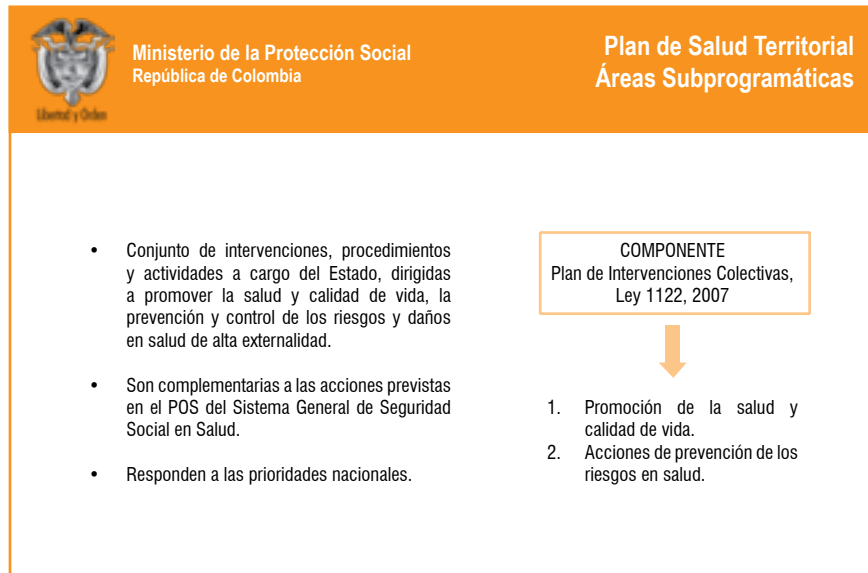 Ministerio de la Protección Social
República de Colombia
Libertad y Orden
Plan de Salud Territorial
Áreas Subprogramáticas
• Conjunto de intervenciones, procedimientos
y actividades a cargo del Estado, dirigidas
a promover la salud y calidad de vida, la
prevención y control de los riesgos y daños
en salud de alta externalidad.
• Son complementarias a las acciones previstas
en el POS del Sistema General de Seguridad
Social en Salud.
• Responden a las prioridades nacionales.
COMPONENTE
Plan de Intervenciones Colectivas,
Ley 1122, 2007
1. Promoción de la salud y
calidad de vida.
2. Acciones de prevención de los
riesgos en salud.